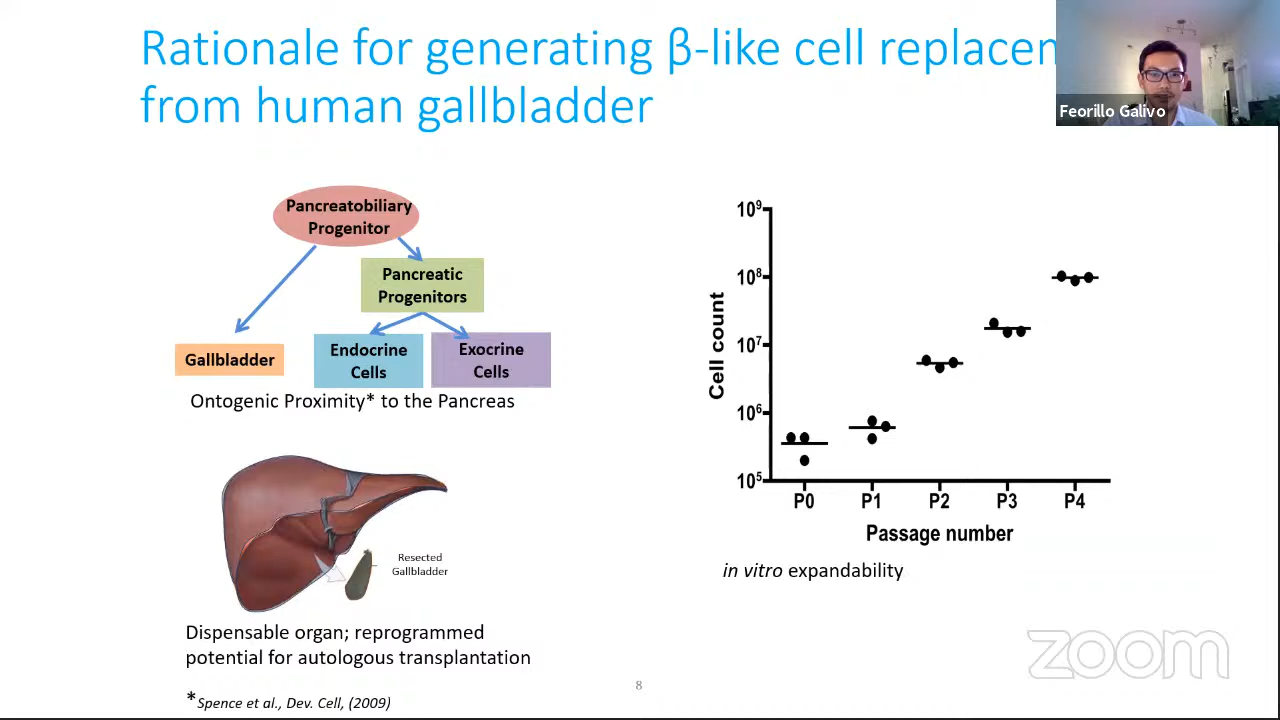 Rationale for generating β-like cell replacem
from human gallbladder
Feorillo Galivo
Pancreatobiliary
Progenitor
Pancreatic
Progenitors
Gallbladder
Endocrine
Cells
Exocrine
Cells
Ontogenic Proximity* to the Pancreas
Resected
Gallbladder
Dispensable organ; reprogrammed
potential for autologous transplantation
*Spence et al., Dev. Cell, (2009)
10⁹
10⁸
10⁷
10⁶
10⁵
Cell count
P0 P1 P2 P3 P4
Passage number
in vitro expandability
8
zoom